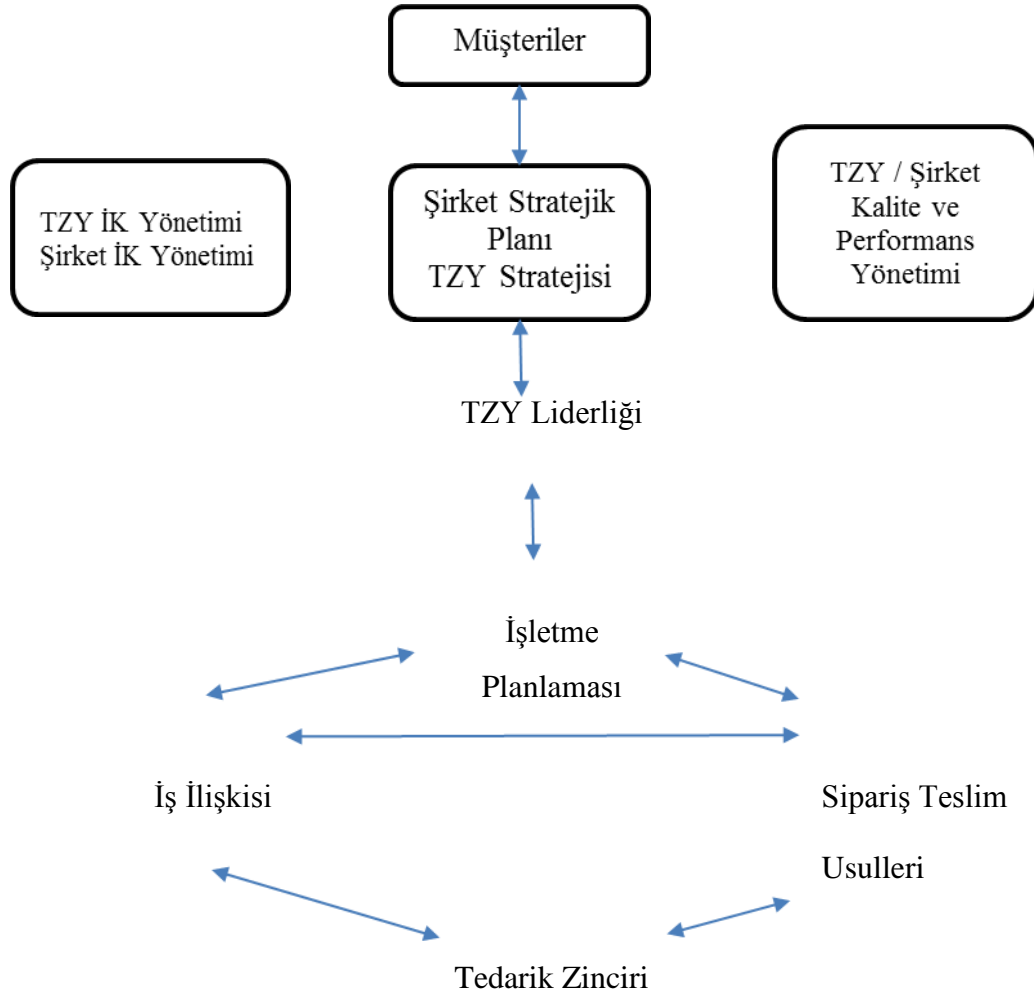 Müşteriler
TZY İK Yönetimi
Şirket İK Yönetimi
Şirket Stratejik
Planı
TZY Stratejisi
TZY / Şirket
Kalite ve
Performans
Yönetimi
TZY Liderliği
İşletme
Planlaması
İş İlişkisi
Sipariş Teslim
Usulleri
Tedarik Zinciri